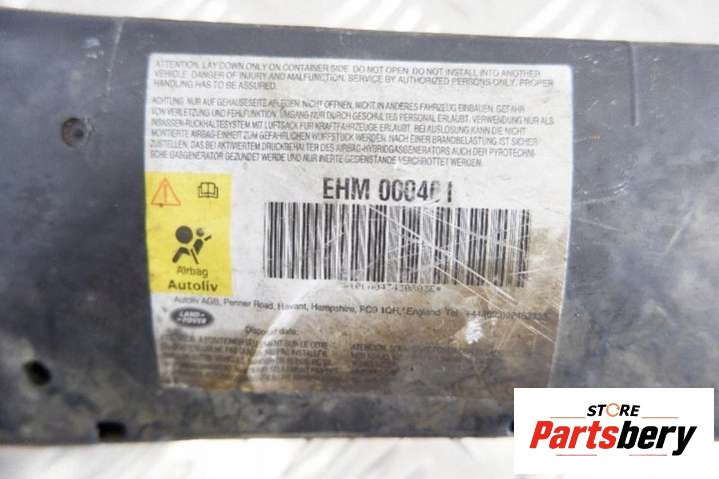 ATTENTION, LAY DOWN ONLY ON CONTAINER SIDE. DO NOT OPEN. DO NOT INSTALL INTO ANOTHER
VEHICLE. DANGER OF INJURY AND MALFUNCTION. SERVICE BY AUTHORIZED PERSONS ONLY. PROPER
HANDLING HAS TO BE ASSURED.
ACHTUNG, NUR AUF GEHÄUSESEITE ABLEGEN. NICHT ÖFFNEN, NICHT IN ANDERES FAHRZEUG EINBAUEN, GEFAHR
VON VERLETZUNG UND FEHLFUNKTION. UMGANG NUR DURCH GESCHULTES PERSONAL ERLAUBT. VERWENDUNG NUR ALS
INSASSEN-RÜCKHALTESYSTEM MIT LUFTSACK FÜR KRAFTFAHRZEUGE ERLAUBT. BEI AUSLÖSUNG KANN DIE NICHT
MONTIERTE AIRBAG-EINHEIT ZUM GEFÄHRLICHEN WURFSTÜCK WERDEN. NACH EINER BRANDBELASTUNG IST SICHER
ZUSTELLEN, DAS BEI AKTIVIERTEM DRUCKBEHÄLTER DES AIRBAG-HYBRIDGASGENERATORS AUCH DER PYROTECHNI-
SCHE GASGENERATOR GEZÜNDET WERDE UND INERTE GEGENSTANDE VERSCHROTTET WERDEN.
EHM 000461
Airbag
Autoliv
Autoliv AGB, Penner Road, Havant, Hampshire, PO9 1QH, England Tel.
LAND
ROVER
Disposal date:
STORE
Partsbery